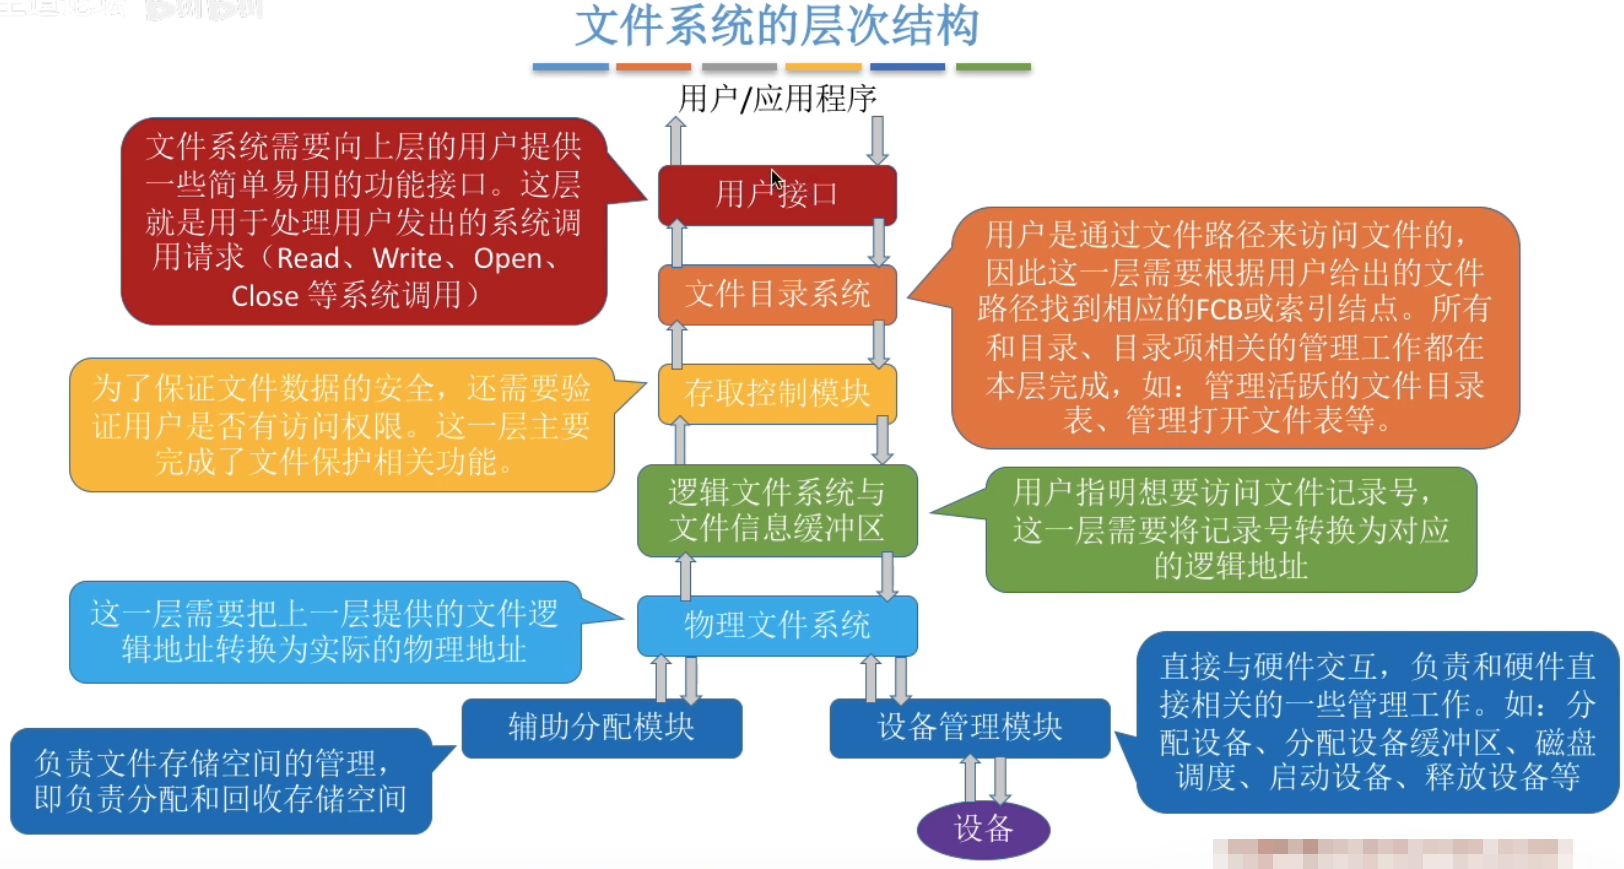 文件系统的层次结构
用户/应用程序
文件系统需要向上层的用户提供
一些简单易用的功能接口。这层
就是用于处理用户发出的系统调
用请求（Read、Write、Open、
Close 等系统调用）
用户接口
用户是通过文件路径来访问文件的，
因此这一层需要根据用户给出的文件
路径找到相应的FCB或索引结点。所有
和目录、目录项相关的管理工作都在
本层完成，如：管理活跃的文件目录
表、管理打开文件表等。
文件目录系统
为了保证文件数据的安全，还需要验
证用户是否有访问权限。这一层主要
完成了文件保护相关功能。
存取控制模块
逻辑文件系统与
文件信息缓冲区
用户指明想要访问文件记录号，
这一层需要将记录号转换为对应
的逻辑地址
这一层需要把上一层提供的文件逻
辑地址转换为实际的物理地址
物理文件系统
辅助分配模块
设备管理模块
直接与硬件交互，负责和硬件直
接相关的一些管理工作。如：分
配设备、分配设备缓冲区、磁盘
调度、启动设备、释放设备等
负责文件存储空间的管理，
即负责分配和回收存储空间
设备